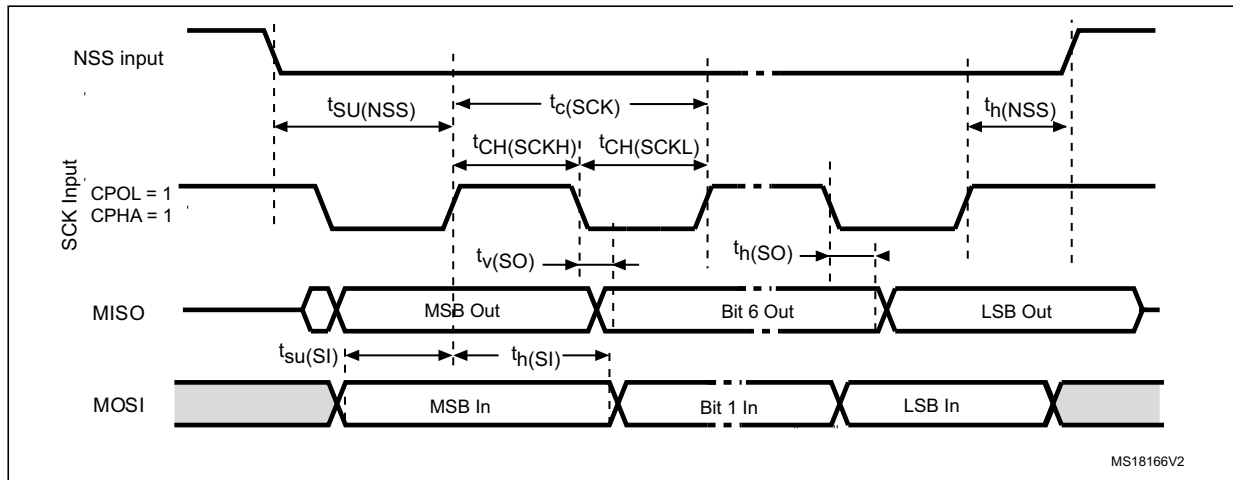 NSS input
tSU(NSS)
tc(SCK)
th(NSS)
tCH(SCKH)
tCH(SCKL)
SCK Input
CPOL = 1
CPHA = 1
tv(SO)
th(SO)
MISO
MSB Out
Bit 6 Out
LSB Out
tsu(SI)
th(SI)
MOSI
MSB In
Bit 1 In
LSB In
MS18166V2